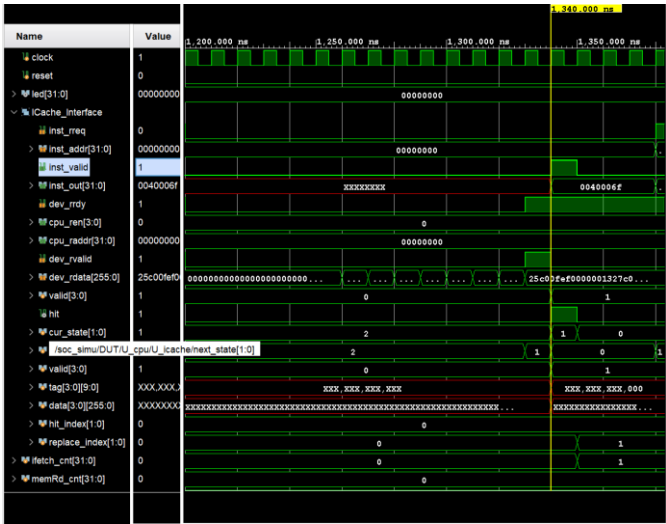 1,340.000 ns
Name Value 1,200.000 ns 1,250.000 ns 1,300.000 ns 1,350.000 ns
clock 1
reset 0
led[31:0] 00000000 00000000
ICache_interface
inst_rreq 0
inst_addr[31:0] 00000000 00000000
inst_valid 1
inst_out[31:0] 0040006f XXXXXXXX 0040006f
dev_rrdy 1
cpu_ren[3:0] 0 0
cpu_raddr[31:0] 00000000 00000000
dev_rvalid 1
dev_rdata[255:0] 25c00fef0 0000000000000000000000... ... ... ... ... ... ... 25c00fef0000001327c0...
valid[3:0] 1 0 1
hit 1
cur_state[1:0] 1 2 1 0
/soc_simu/DUT/U_cpu/U_icache/next_state[1:0] 2 1 0 1
valid[3:0] 1 0 1
tag[3:0][9:0] XXX,XXX,X XXX,XXX,XXX,XXX XXX,XXX,XXX,000
data[3:0][255:0] XXXXXXXX XXXXXXXXXXXXXXXXXXXXXXXXXXXXXXXXXXXXXXXXXXXXXXXX... XXXXXXXXXXXXXXXX...
hit_index[1:0] 0 0
replace_index[1:0] 0 0 1
ifetch_cnt[31:0] 0 0 1
memRd_cnt[31:0] 0 0